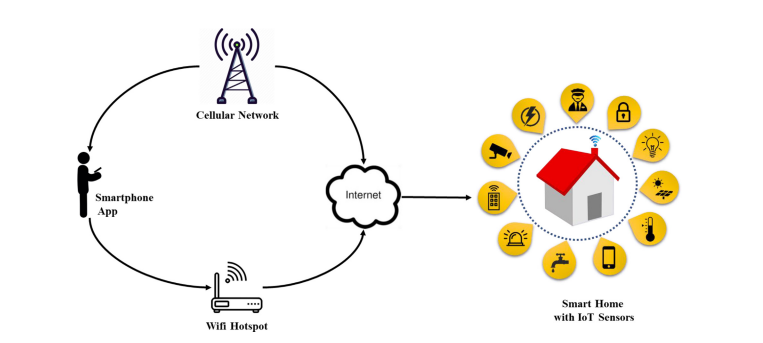 Cellular Network
Smartphone
App
Internet
Wifi Hotspot
Smart Home
with IoT Sensors